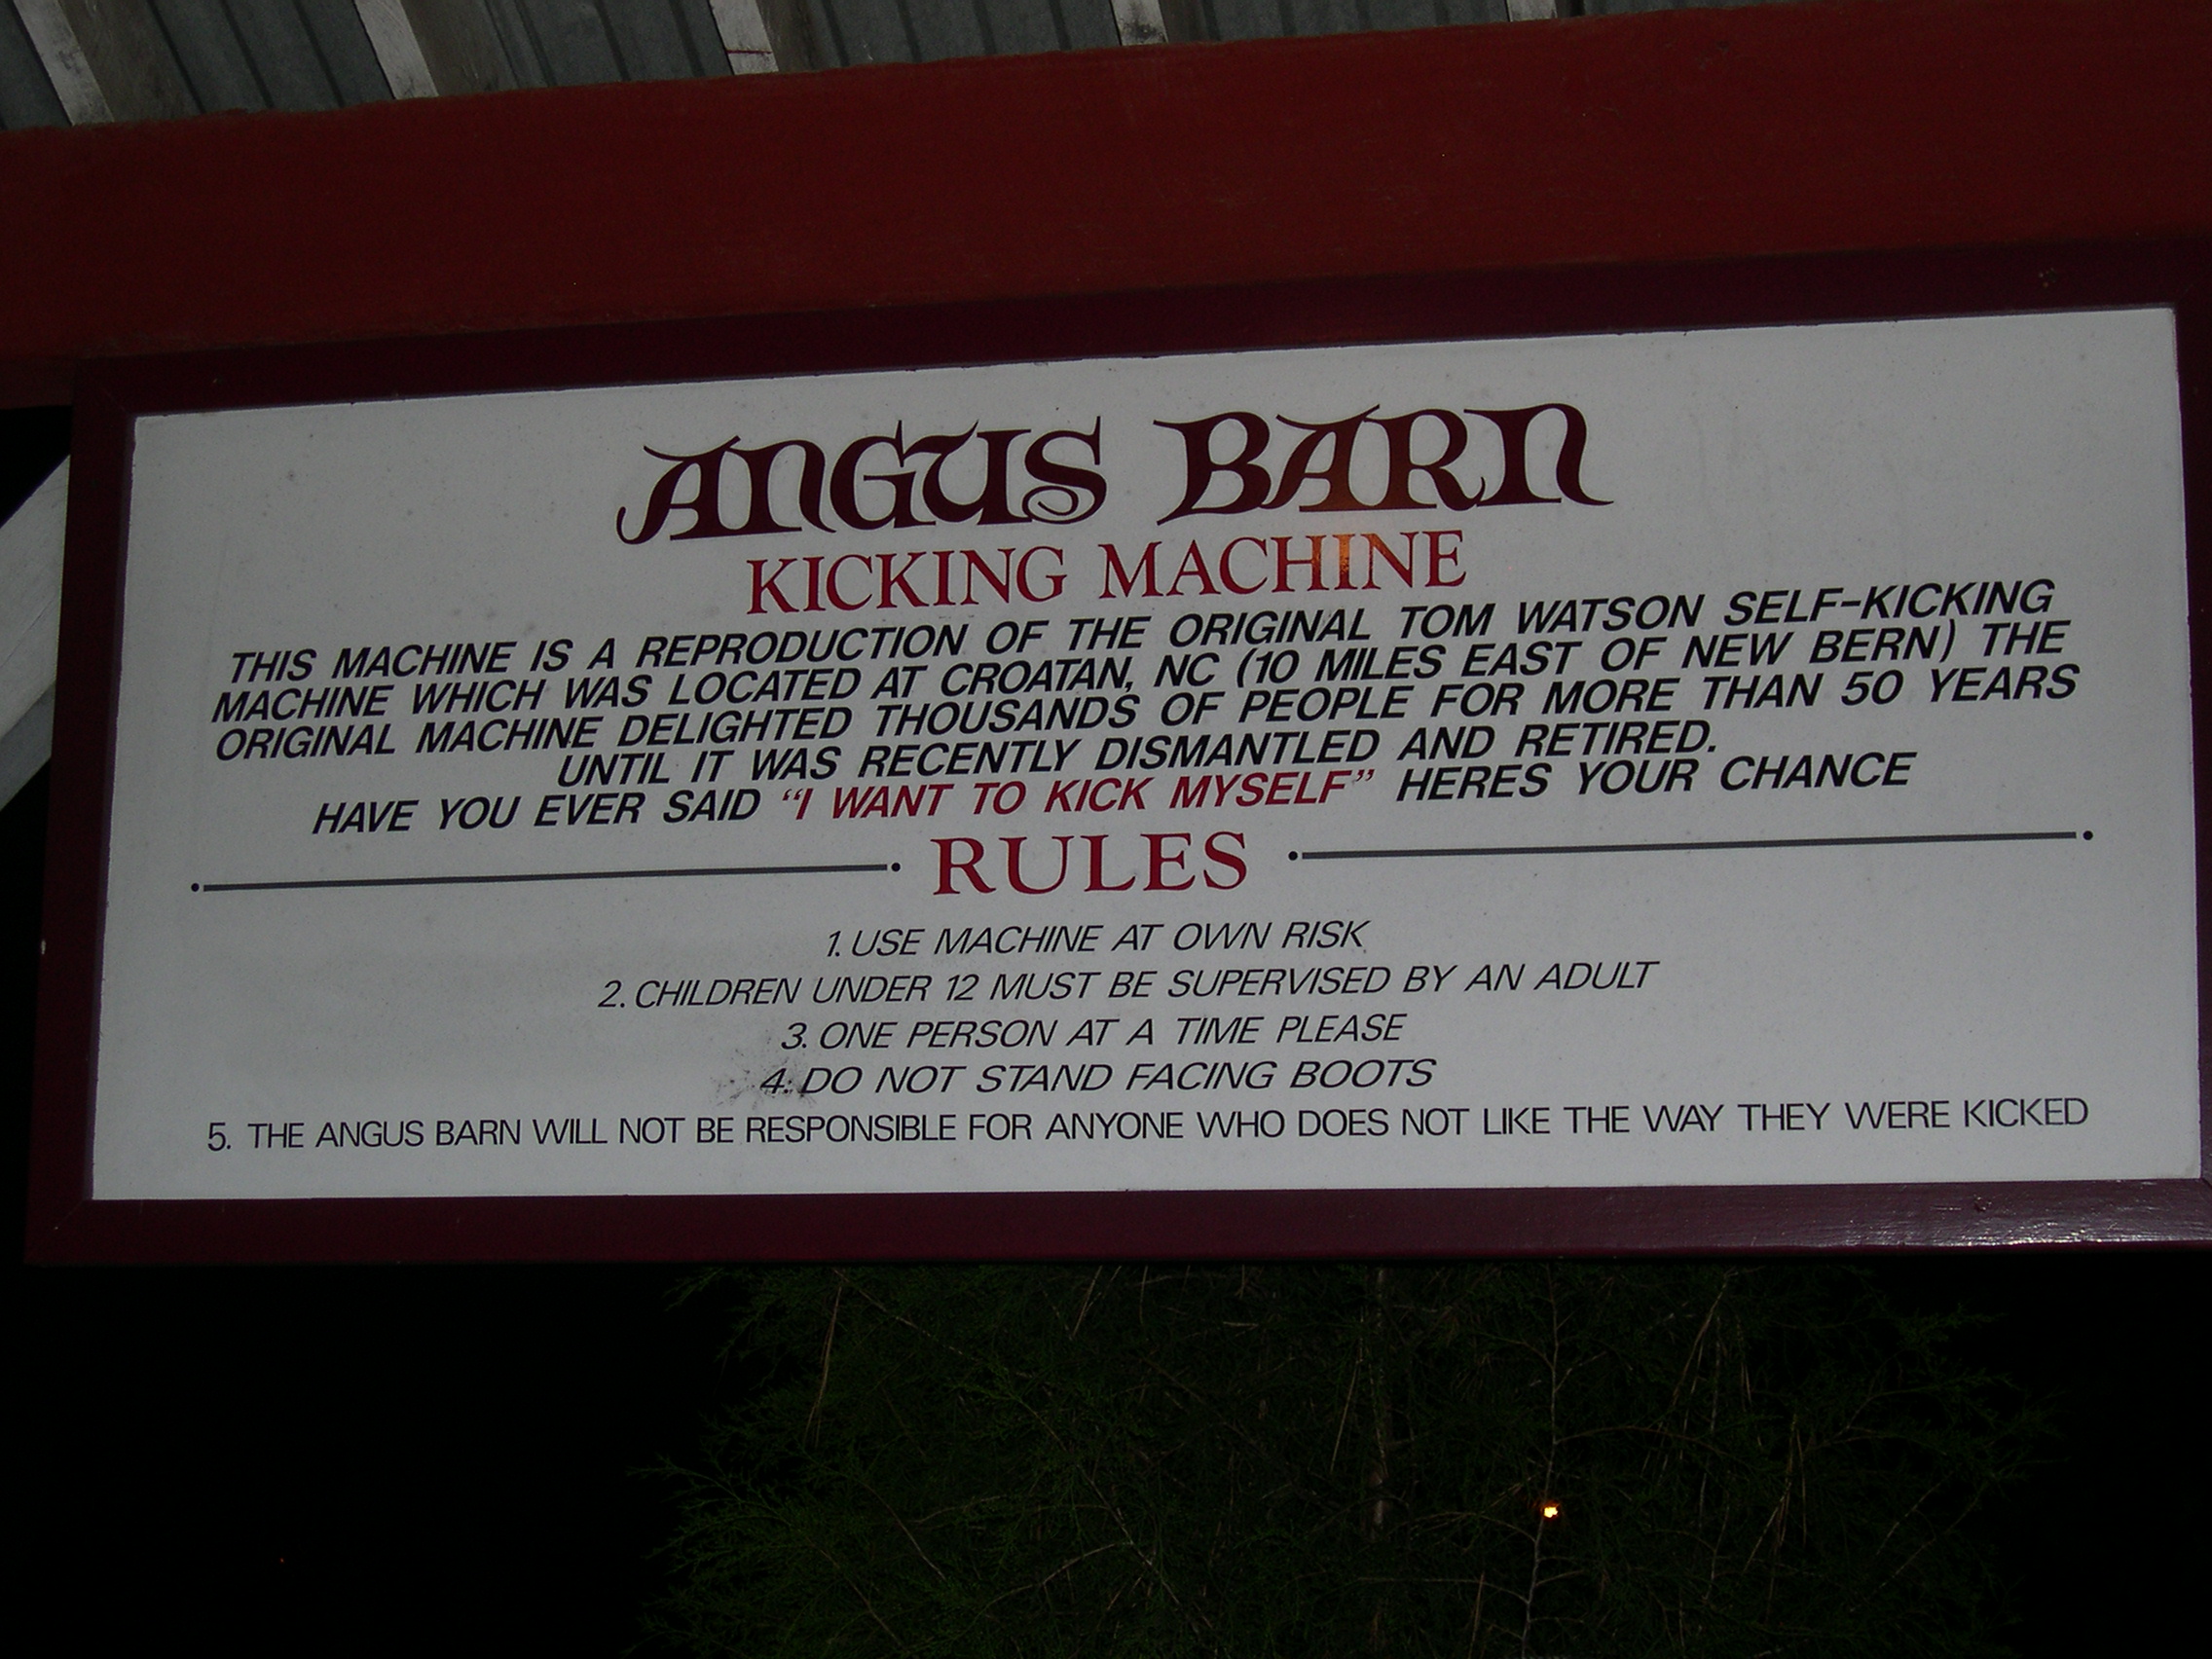 ANGUS BARN
KICKING MACHINE
THIS MACHINE IS A REPRODUCTION OF THE ORIGINAL TOM WATSON SELF-KICKING
MACHINE WHICH WAS LOCATED AT CROATAN, NC (10 MILES EAST OF NEW BERN) THE
ORIGINAL MACHINE DELIGHTED THOUSANDS OF PEOPLE FOR MORE THAN 50 YEARS
UNTIL IT WAS RECENTLY DISMANTLED AND RETIRED.
HAVE YOU EVER SAID “I WANT TO KICK MYSELF” HERES YOUR CHANCE
RULES
1. USE MACHINE AT OWN RISK
2. CHILDREN UNDER 12 MUST BE SUPERVISED BY AN ADULT
3. ONE PERSON AT A TIME PLEASE
4. DO NOT STAND FACING BOOTS
5. THE ANGUS BARN WILL NOT BE RESPONSIBLE FOR ANYONE WHO DOES NOT LIKE THE WAY THEY WERE KICKED